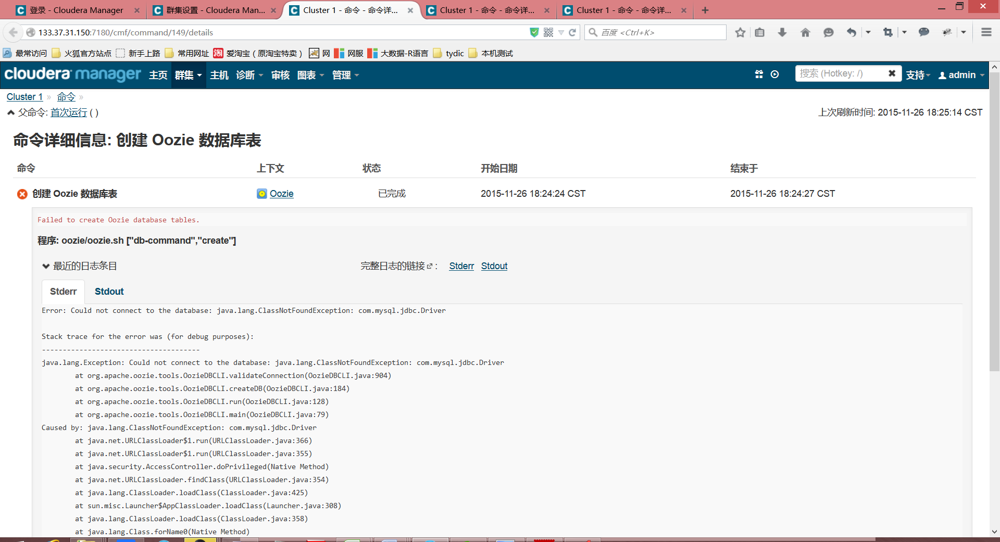 登录 - Cloudera Manager
群集设置 - Cloudera Man...
Cluster 1 - 命令 - 命令详...
Cluster 1 - 命令 - 命令详...
Cluster 1 - 命令 - 命令详...
133.37.31.150:7180/cmf/command/149/details
百度 <Ctrl+K>
最常访问 火狐官方站点 新手上路 常用网址 爱淘宝（原淘宝特卖） 网 网服 大数据-R语言 tydic 本机测试
cloudera manager 主页 群集 主机 诊断 审核 图表 管理 搜索 (Hotkey: /) 支持 admin
Cluster 1 » 命令 »
父命令: 首次运行 ( )
上次刷新时间: 2015-11-26 18:25:14 CST
命令详细信息: 创建 Oozie 数据库表
命令 上下文 状态 开始日期 结束于
创建 Oozie 数据库表 Oozie 已完成 2015-11-26 18:24:24 CST 2015-11-26 18:24:27 CST
Failed to create Oozie database tables.
程序: oozie/oozie.sh ["db-command","create"]
最近的日志条目 完整日志的链接 : Stderr Stdout
Stderr Stdout
Error: Could not connect to the database: java.lang.ClassNotFoundException: com.mysql.jdbc.Driver
Stack trace for the error was (for debug purposes):
--------------------------------------
java.lang.Exception: Could not connect to the database: java.lang.ClassNotFoundException: com.mysql.jdbc.Driver
at org.apache.oozie.tools.OozieDBCLI.validateConnection(OozieDBCLI.java:904)
at org.apache.oozie.tools.OozieDBCLI.createDB(OozieDBCLI.java:184)
at org.apache.oozie.tools.OozieDBCLI.run(OozieDBCLI.java:128)
at org.apache.oozie.tools.OozieDBCLI.main(OozieDBCLI.java:79)
Caused by: java.lang.ClassNotFoundException: com.mysql.jdbc.Driver
at java.net.URLClassLoader$1.run(URLClassLoader.java:366)
at java.net.URLClassLoader$1.run(URLClassLoader.java:355)
at java.security.AccessController.doPrivileged(Native Method)
at java.net.URLClassLoader.findClass(URLClassLoader.java:354)
at java.lang.ClassLoader.loadClass(ClassLoader.java:425)
at sun.misc.Launcher$AppClassLoader.loadClass(Launcher.java:308)
at java.lang.ClassLoader.loadClass(ClassLoader.java:358)
at java.lang.Class.forName0(Native Method)